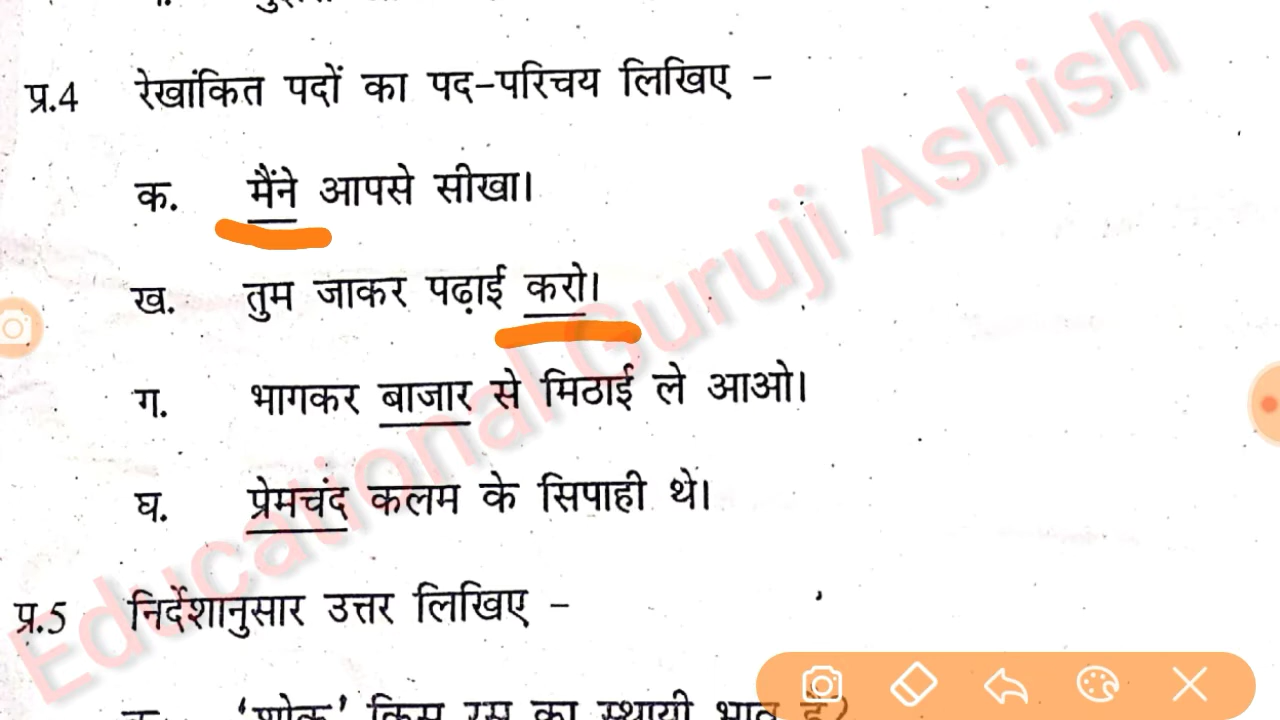 प्र.4 रेखांकित पदों का पद-परिचय लिखिए -
क. मैंने आपसे सीखा।
ख. तुम जाकर पढ़ाई करो।
ग. भागकर बाजार से मिठाई ले आओ।
घ. प्रेमचंद कलम के सिपाही थे।
प्र.5 निर्देशानुसार उत्तर लिखिए -
क. 'शोक' किस रस का स्थायी भाव है?
Educational Guruji Ashish